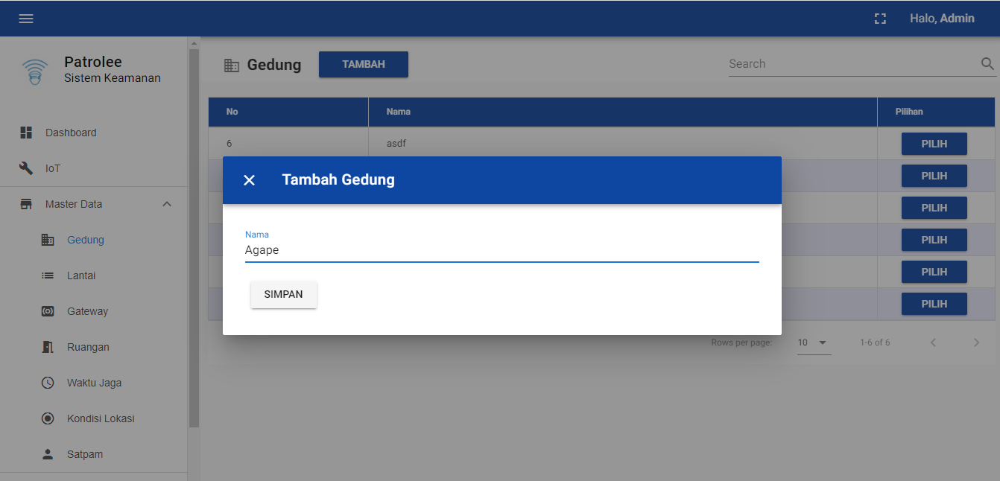 Halo, Admin
Patrolee
Sistem Keamanan
Dashboard
IoT
Master Data
Gedung
Lantai
Gateway
Ruangan
Waktu Jaga
Kondisi Lokasi
Satpam
Gedung TAMBAH Search
No Nama Pilihan
6 asdf PILIH
PILIH
PILIH
PILIH
PILIH
PILIH
Tambah Gedung
Nama
Agape
SIMPAN
Rows per page: 10 1-6 of 6